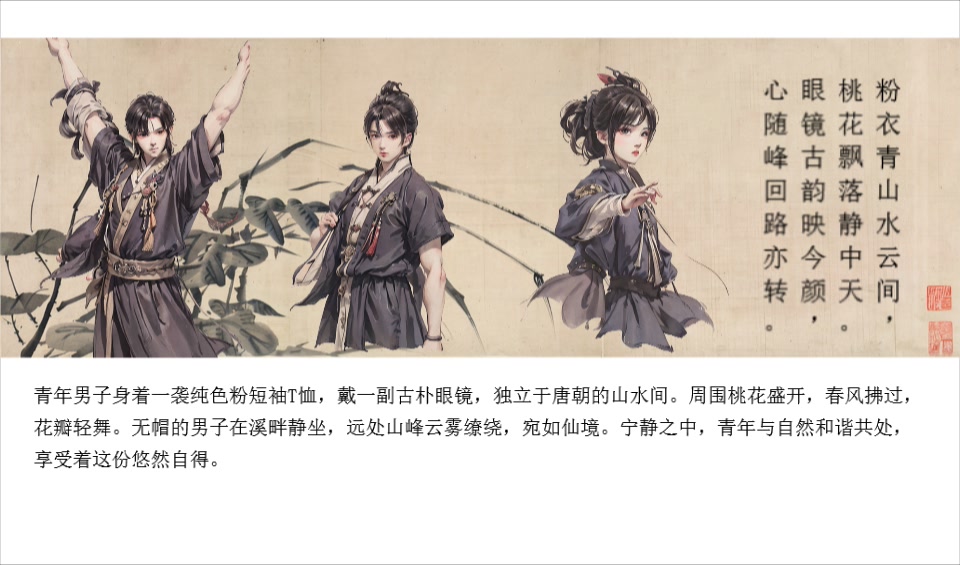 粉衣青山水云间，
桃花飘落静中天。
眼镜古韵映今颜，
心随峰回路亦转。
青年男子身着一袭纯色粉短袖T恤，戴一副古朴眼镜，独立于唐朝的山水间。周围桃花盛开，春风拂过，
花瓣轻舞。无帽的男子在溪畔静坐，远处山峰云雾缭绕，宛如仙境。宁静之中，青年与自然和谐共处，
享受着这份悠然自得。